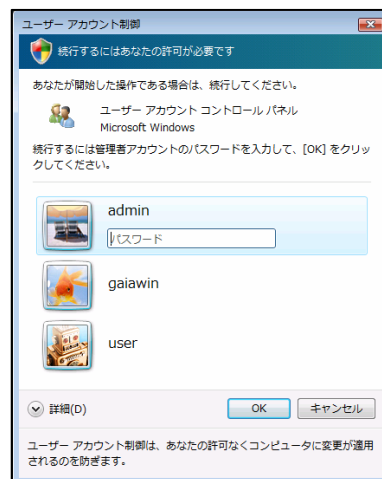 ユーザー アカウント制御
続行するにはあなたの許可が必要です
あなたが開始した操作である場合は、続行してください。
ユーザー アカウント コントロール パネル
Microsoft Windows
続行するには管理者アカウントのパスワードを入力して、[OK] をクリッ
クしてください。
admin
パスワード
gaiawin
user
詳細(D)
OK
キャンセル
ユーザー アカウント制御は、あなたの許可なくコンピュータに変更が適用
されるのを防ぎます。